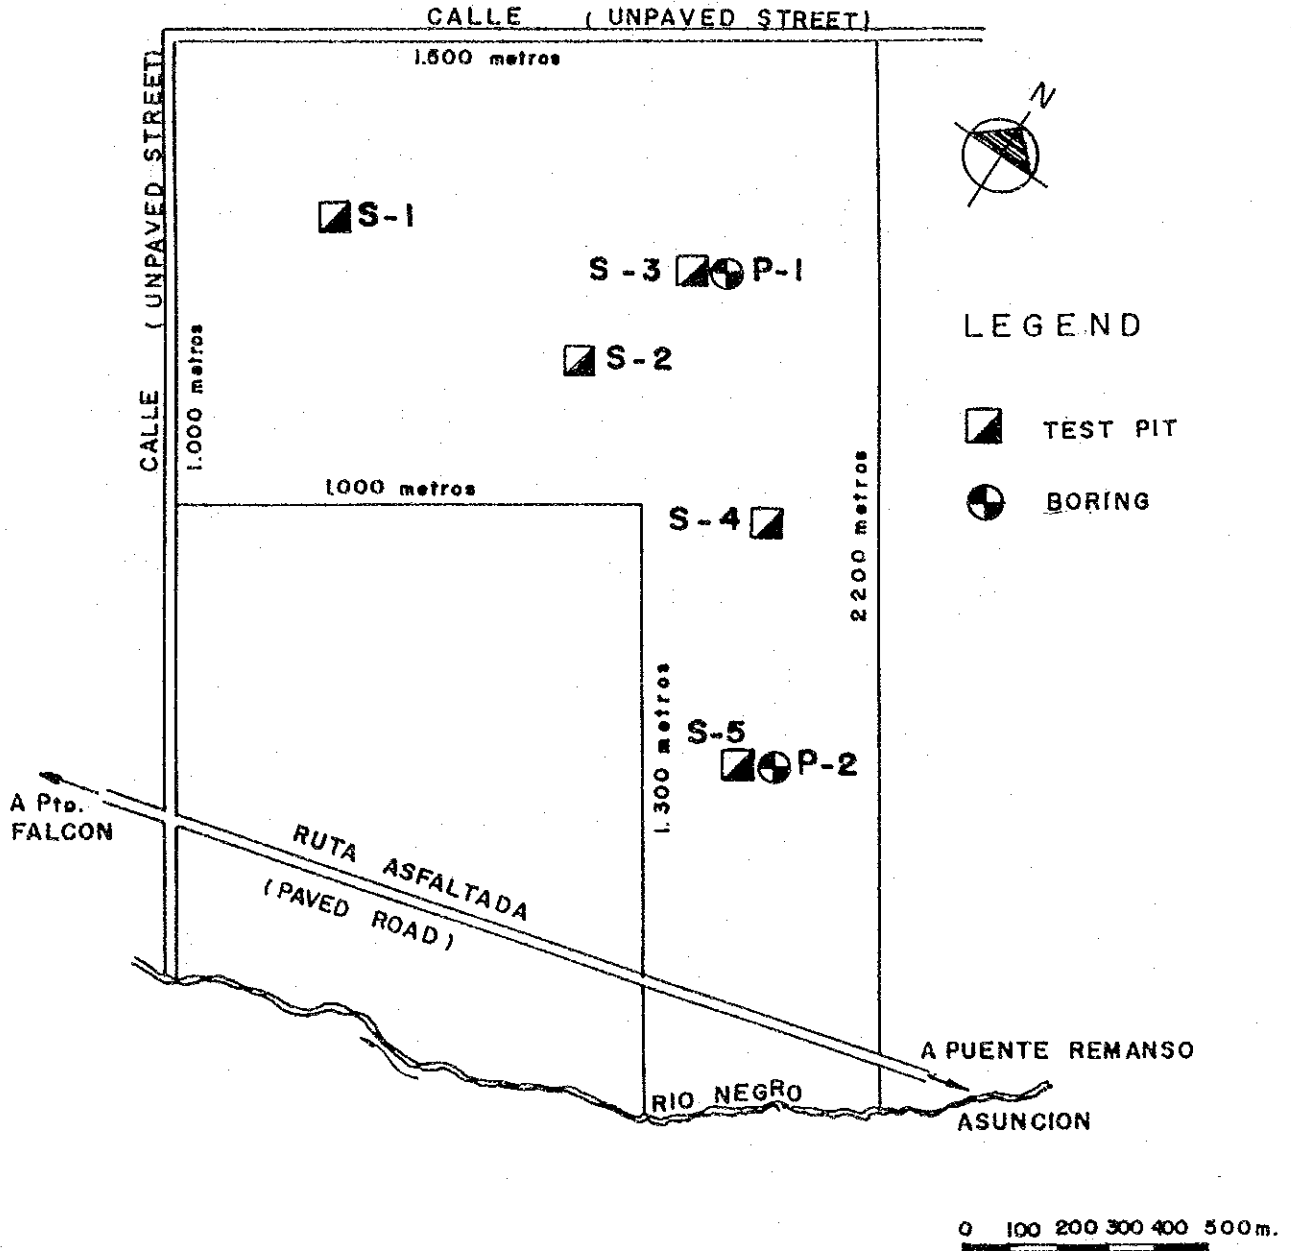 CALLE ( UNPAVED STREET)
1.500 metros
CALLE (UNPAVED STREET)
N
S-1
S-3 P-1
LEGEND
1.000 metros
S-2
TEST PIT
1.000 metros
BORING
S-4
2200 metros
1.300 metros
S-5
P-2
A Pto.
FALCON
RUTA ASFALTADA
(PAVED ROAD)
A PUENTE REMANSO
RIO NEGRO
ASUNCION
0 100 200 300 400 500m.